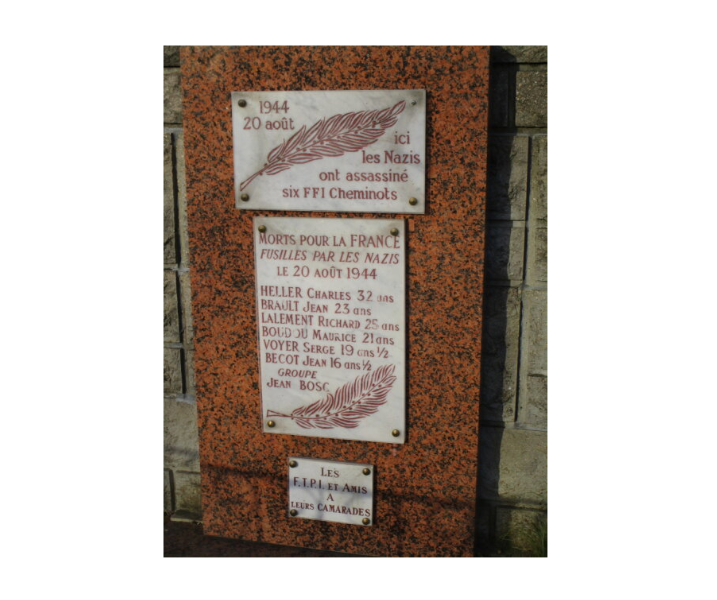 1944
20 août
ici
les Nazis
ont assassiné
six FFI Cheminots
MORTS POUR LA FRANCE
FUSILLÉS PAR LES NAZIS
LE 20 AOÛT 1944
HELLER CHARLES 32 ans
BRAULT JEAN 23 ans
LALEMENT RICHARD 25 ans
BOUDOU MAURICE 21 ans
VOYER SERGE 19 ans ½
BECOT JEAN 16 ans ½
GROUPE
JEAN BOSC
LES
F.T.P.I. ET AMIS
A
LEURS CAMARADES